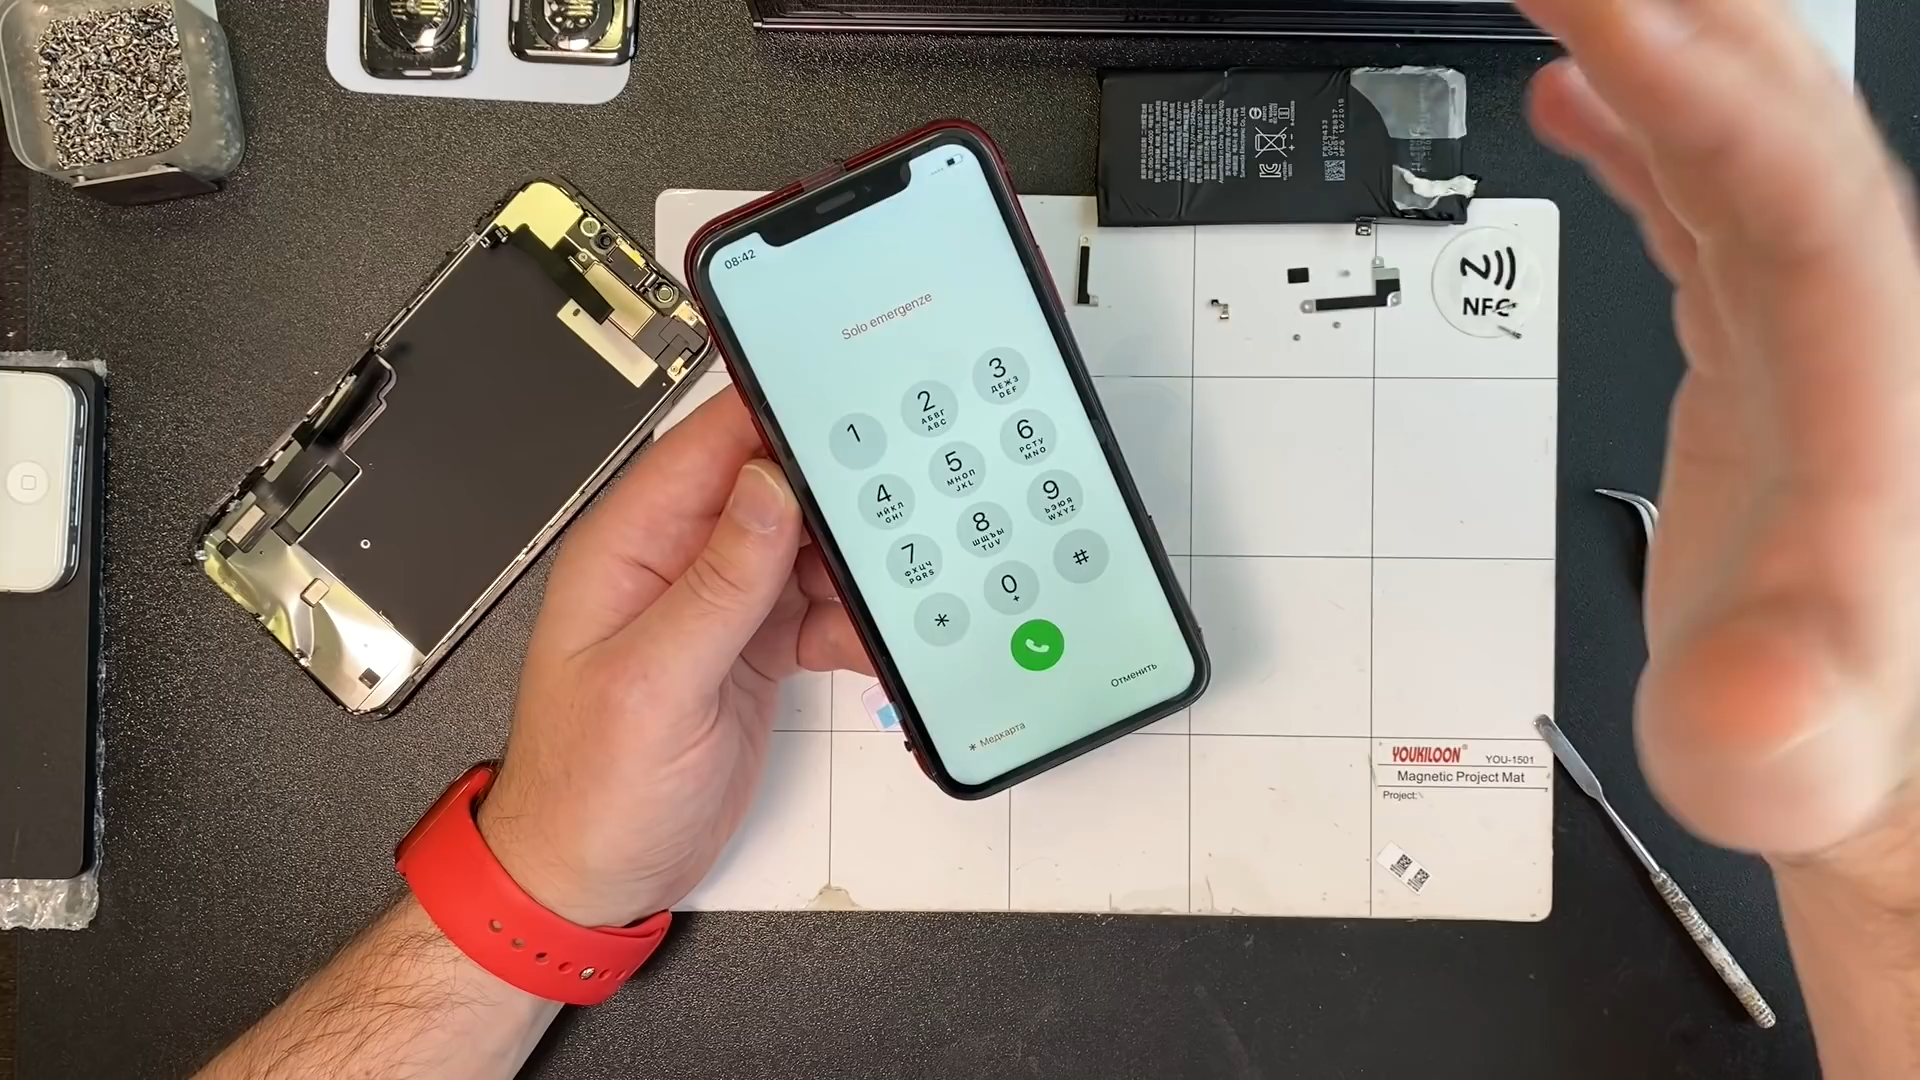 08:42
Solo emergenze
1
2
АБВГ
ABC
3
ДЕЖЗ
DEF
4
ИЙКЛ
GHI
5
МНОП
JKL
6
РСТУ
MNO
7
ФХЦЧ
PQRS
8
ШЩЪЫ
TUV
9
ЬЭЮЯ
WXYZ
*
0
+
#
Отменить
* Медкарта
NFC
YOUKILOON®
YOU-1501
Magnetic Project Mat
Project: